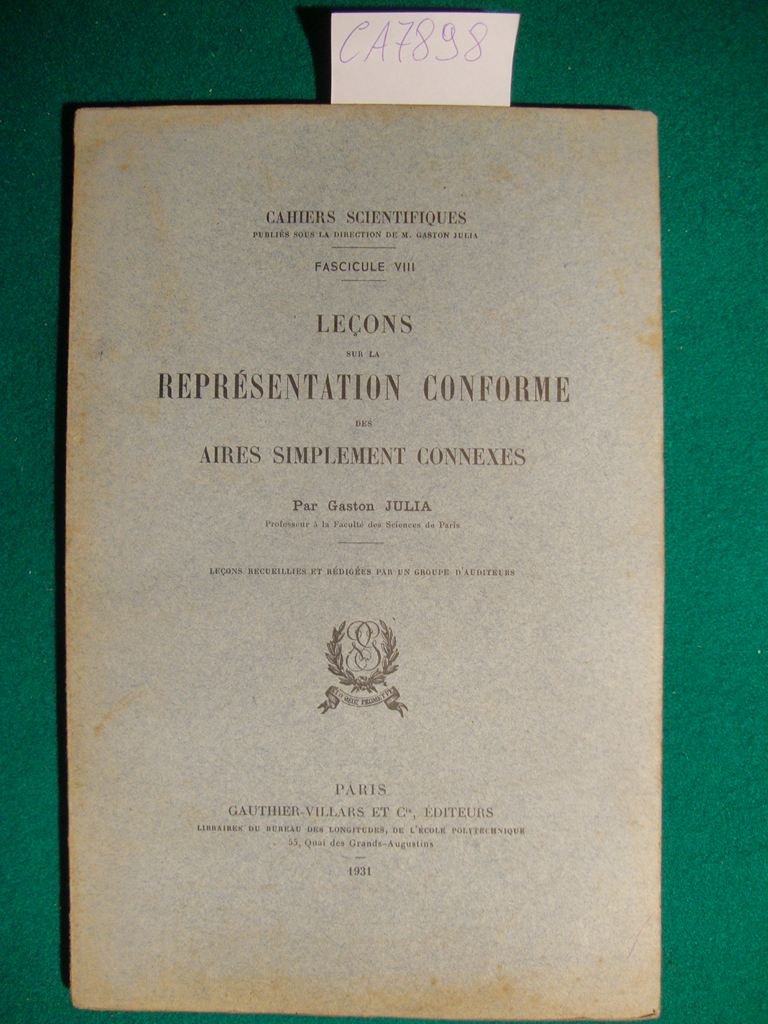 CA7898
CAHIERS SCIENTIFIQUES
PUBLIÉS SOUS LA DIRECTION DE M. GASTON JULIA
FASCICULE VIII
LEÇONS
SUR LA
REPRÉSENTATION CONFORME
DES
AIRES SIMPLEMENT CONNEXES
Par Gaston JULIA
Professeur à la Faculté des Sciences de Paris
LEÇONS RECUEILLIES ET RÉDIGÉES PAR UN GROUPE D'AUDITEURS
PARIS
GAUTHIER-VILLARS ET Cie, ÉDITEURS
LIBRAIRES DU BUREAU DES LONGITUDES, DE L'ÉCOLE POLYTECHNIQUE
55, Quai des Grands-Augustins
1931